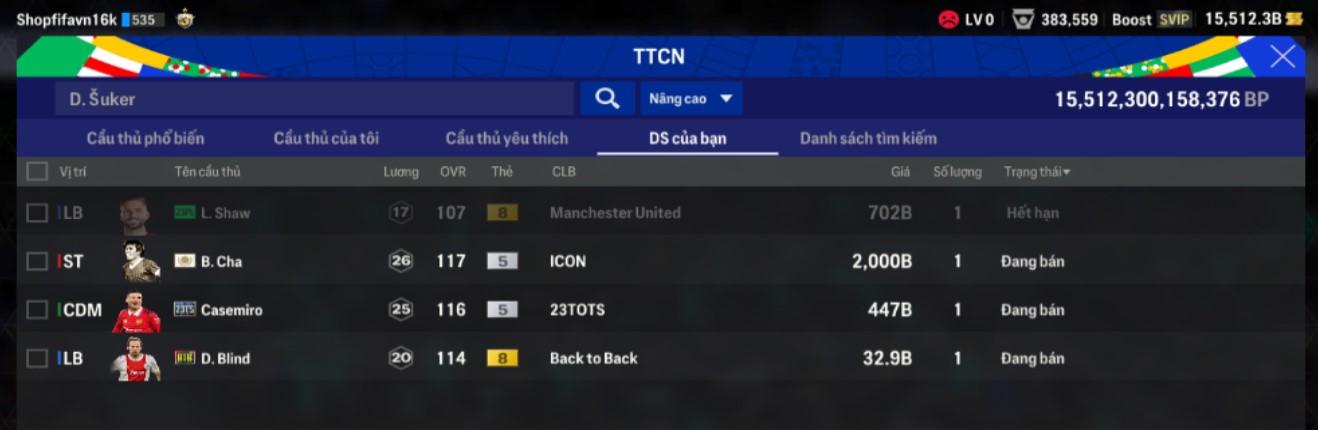 Shopfifavn16k 535 LV 0 383,559 Boost SVIP 15,512.3B
TTCN
D. Šuker Nâng cao 15,512,300,158,376 BP
Cầu thủ phổ biến Cầu thủ của tôi Cầu thủ yêu thích DS của bạn Danh sách tìm kiếm
Vị trí Tên cầu thủ Lương OVR Thẻ CLB Giá Số lượng Trạng thái
LB L. Shaw 17 107 8 Manchester United 702B 1 Hết hạn
ST B. Cha 26 117 5 ICON 2,000B 1 Đang bán
CDM Casemiro 25 116 5 23TOTS 447B 1 Đang bán
LB D. Blind 20 114 8 Back to Back 32.9B 1 Đang bán